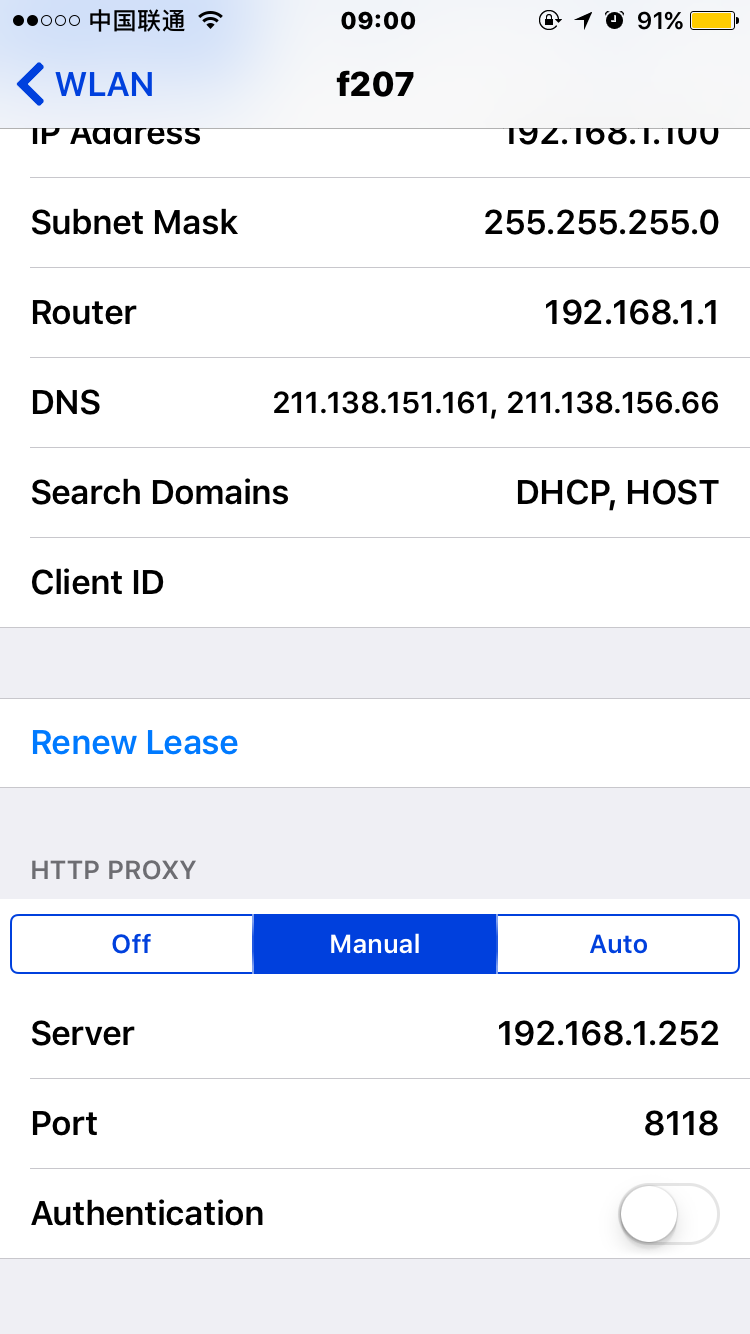 中国联通 09:00 91%
WLAN f207
IP Address 192.168.1.100
Subnet Mask 255.255.255.0
Router 192.168.1.1
DNS 211.138.151.161, 211.138.156.66
Search Domains DHCP, HOST
Client ID
Renew Lease
HTTP PROXY
Off Manual Auto
Server 192.168.1.252
Port 8118
Authentication